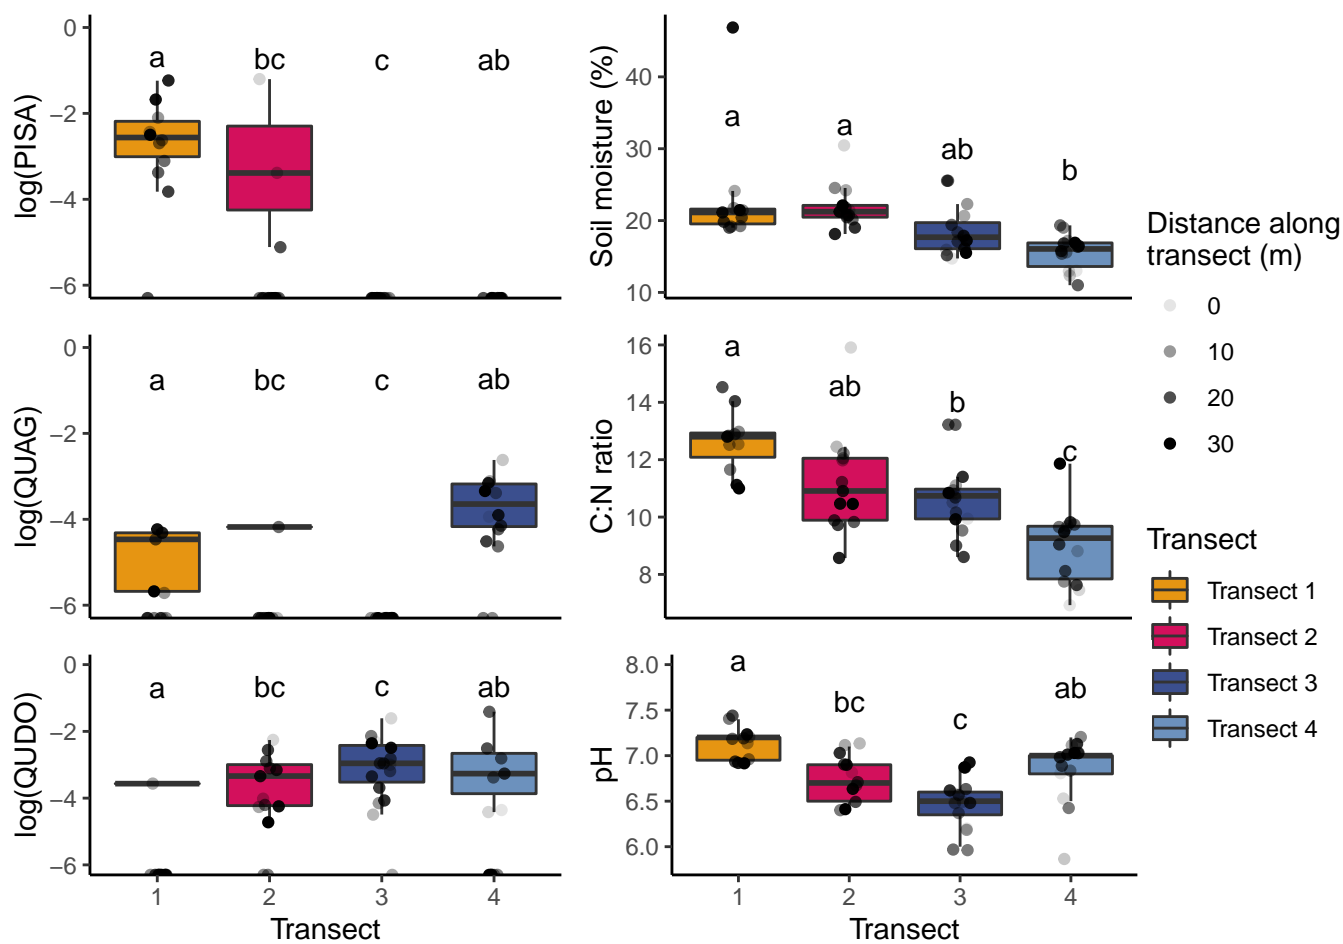 log(PISA)
0
−2
−4
−6
a
bc
c
ab
Soil moisture (%)
40
30
20
10
a
a
ab
b
log(QUAG)
0
−2
−4
−6
a
bc
c
ab
C:N ratio
16
14
12
10
8
a
ab
b
c
log(QUDO)
0
−2
−4
−6
a
bc
c
ab
1
2
3
4
Transect
pH
8.0
7.5
7.0
6.5
6.0
a
bc
c
ab
1
2
3
4
Transect
Distance along
transect (m)
0
10
20
30
Transect
Transect 1
Transect 2
Transect 3
Transect 4